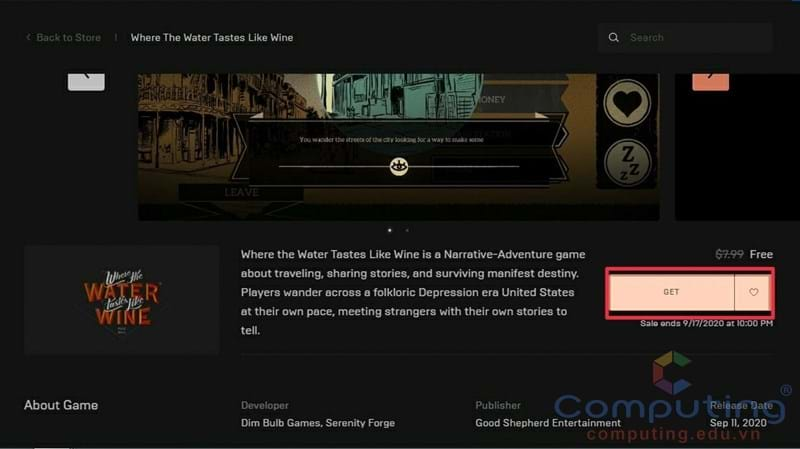 Back to Store
Where The Water Tastes Like Wine
Search
MONEY
You wander the streets of the city looking for a way to make some
LEAVE
Z
Z
Z
Where the Water Tastes Like Wine is a Narrative-Adventure game
about traveling, sharing stories, and surviving manifest destiny.
Players wander across a folkloric Depression era United States
at their own pace, meeting strangers with their own stories to
tell.
$7.99 Free
GET
Sale ends 9/17/2020 at 10:00 PM
Where the
WATER
tastes like
WINE
About Game
Developer
Dim Bulb Games, Serenity Forge
Publisher
Good Shepherd Entertainment
Release Date
Sep 11, 2020
Computing®
computing.edu.vn